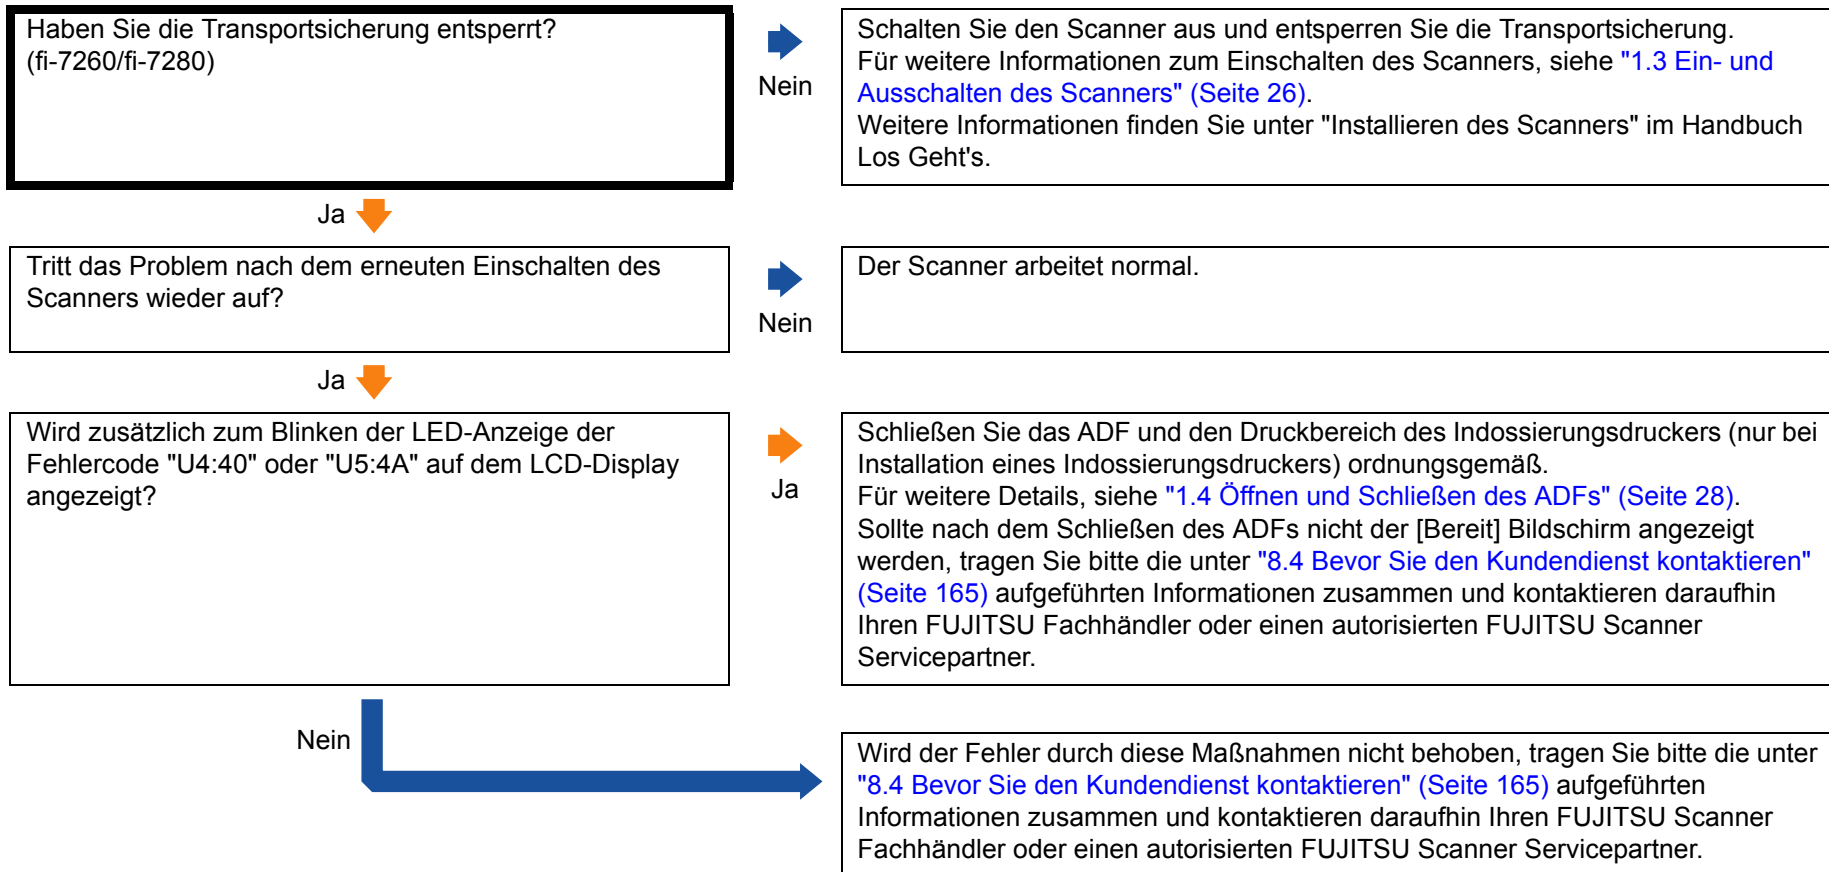 Haben Sie die Transportsicherung entsperrt?
(fi-7260/fi-7280)
Nein
Schalten Sie den Scanner aus und entsperren Sie die Transportsicherung.
Für weitere Informationen zum Einschalten des Scanners, siehe "1.3 Ein- und
Ausschalten des Scanners" (Seite 26).
Weitere Informationen finden Sie unter "Installieren des Scanners" im Handbuch
Los Geht's.
Ja
Tritt das Problem nach dem erneuten Einschalten des
Scanners wieder auf?
Nein
Der Scanner arbeitet normal.
Ja
Wird zusätzlich zum Blinken der LED-Anzeige der
Fehlercode "U4:40" oder "U5:4A" auf dem LCD-Display
angezeigt?
Ja
Schließen Sie das ADF und den Druckbereich des Indossierungsdruckers (nur bei
Installation eines Indossierungsdruckers) ordnungsgemäß.
Für weitere Details, siehe "1.4 Öffnen und Schließen des ADFs" (Seite 28).
Sollte nach dem Schließen des ADFs nicht der [Bereit] Bildschirm angezeigt
werden, tragen Sie bitte die unter "8.4 Bevor Sie den Kundendienst kontaktieren"
(Seite 165) aufgeführten Informationen zusammen und kontaktieren daraufhin
Ihren FUJITSU Fachhändler oder einen autorisierten FUJITSU Scanner
Servicepartner.
Nein
Wird der Fehler durch diese Maßnahmen nicht behoben, tragen Sie bitte die unter
"8.4 Bevor Sie den Kundendienst kontaktieren" (Seite 165) aufgeführten
Informationen zusammen und kontaktieren daraufhin Ihren FUJITSU Scanner
Fachhändler oder einen autorisierten FUJITSU Scanner Servicepartner.